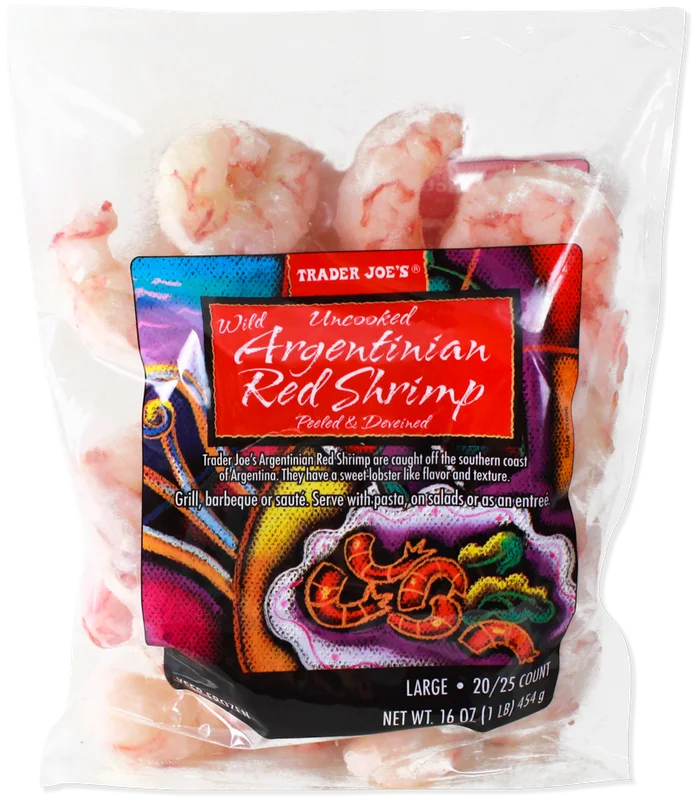 TRADER JOE'S®
Wild Uncooked
Argentinian
Red Shrimp
Peeled & Deveined
Trader Joe's Argentinian Red Shrimp are caught off the southern coast
of Argentina. They have a sweet lobster like flavor and texture.
Grill, barbeque or sauté. Serve with pasta, on salads or as an entreé.
LARGE • 20/25 COUNT
NET WT. 16 OZ (1 LB) 454 g
FROZEN